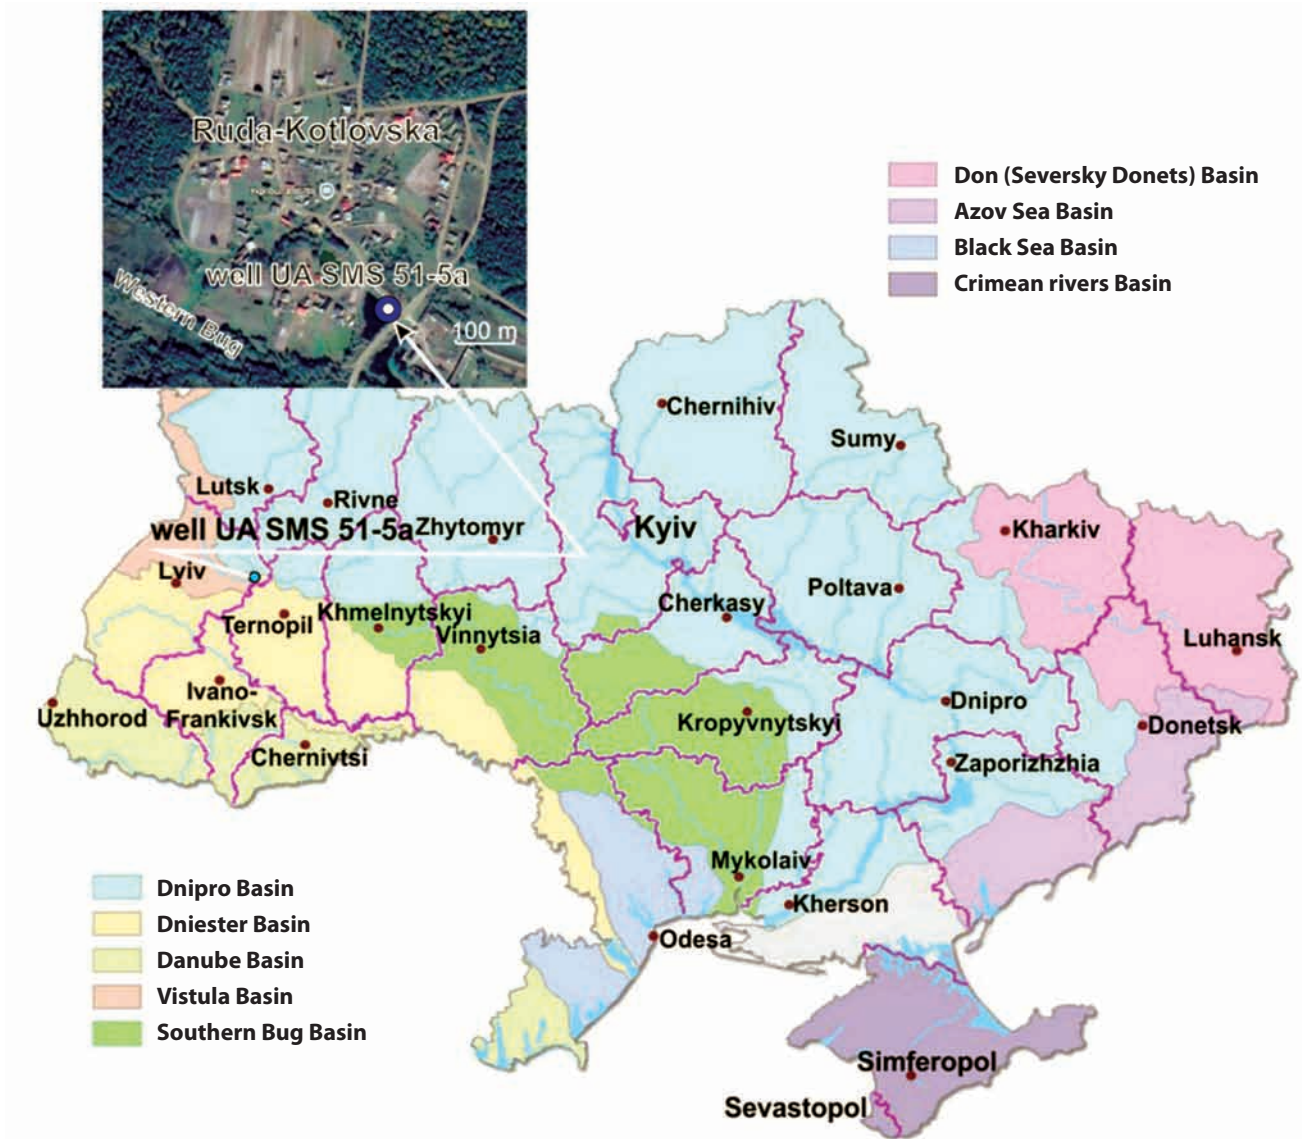 Ruda-Kotlovska
well UA SMS 51-5a
Western Bug
100 m
Don (Seversky Donets) Basin
Azov Sea Basin
Black Sea Basin
Crimean rivers Basin
Chernihiv
Sumy
Lutsk
Rivne
well UA SMS 51-5a
Zhytomyr
Kyiv
Kharkiv
Lyiv
Poltava
Cherkasy
Khmelnytskyi
Ternopil
Vinnytsia
Luhansk
Ivano-
Frankivsk
Uzhhorod
Dnipro
Kropyvnytskyi
Donetsk
Chernivtsi
Zaporizhzhia
Mykolaiv
Kherson
Odesa
Dnipro Basin
Dniester Basin
Danube Basin
Vistula Basin
Southern Bug Basin
Simferopol
Sevastopol